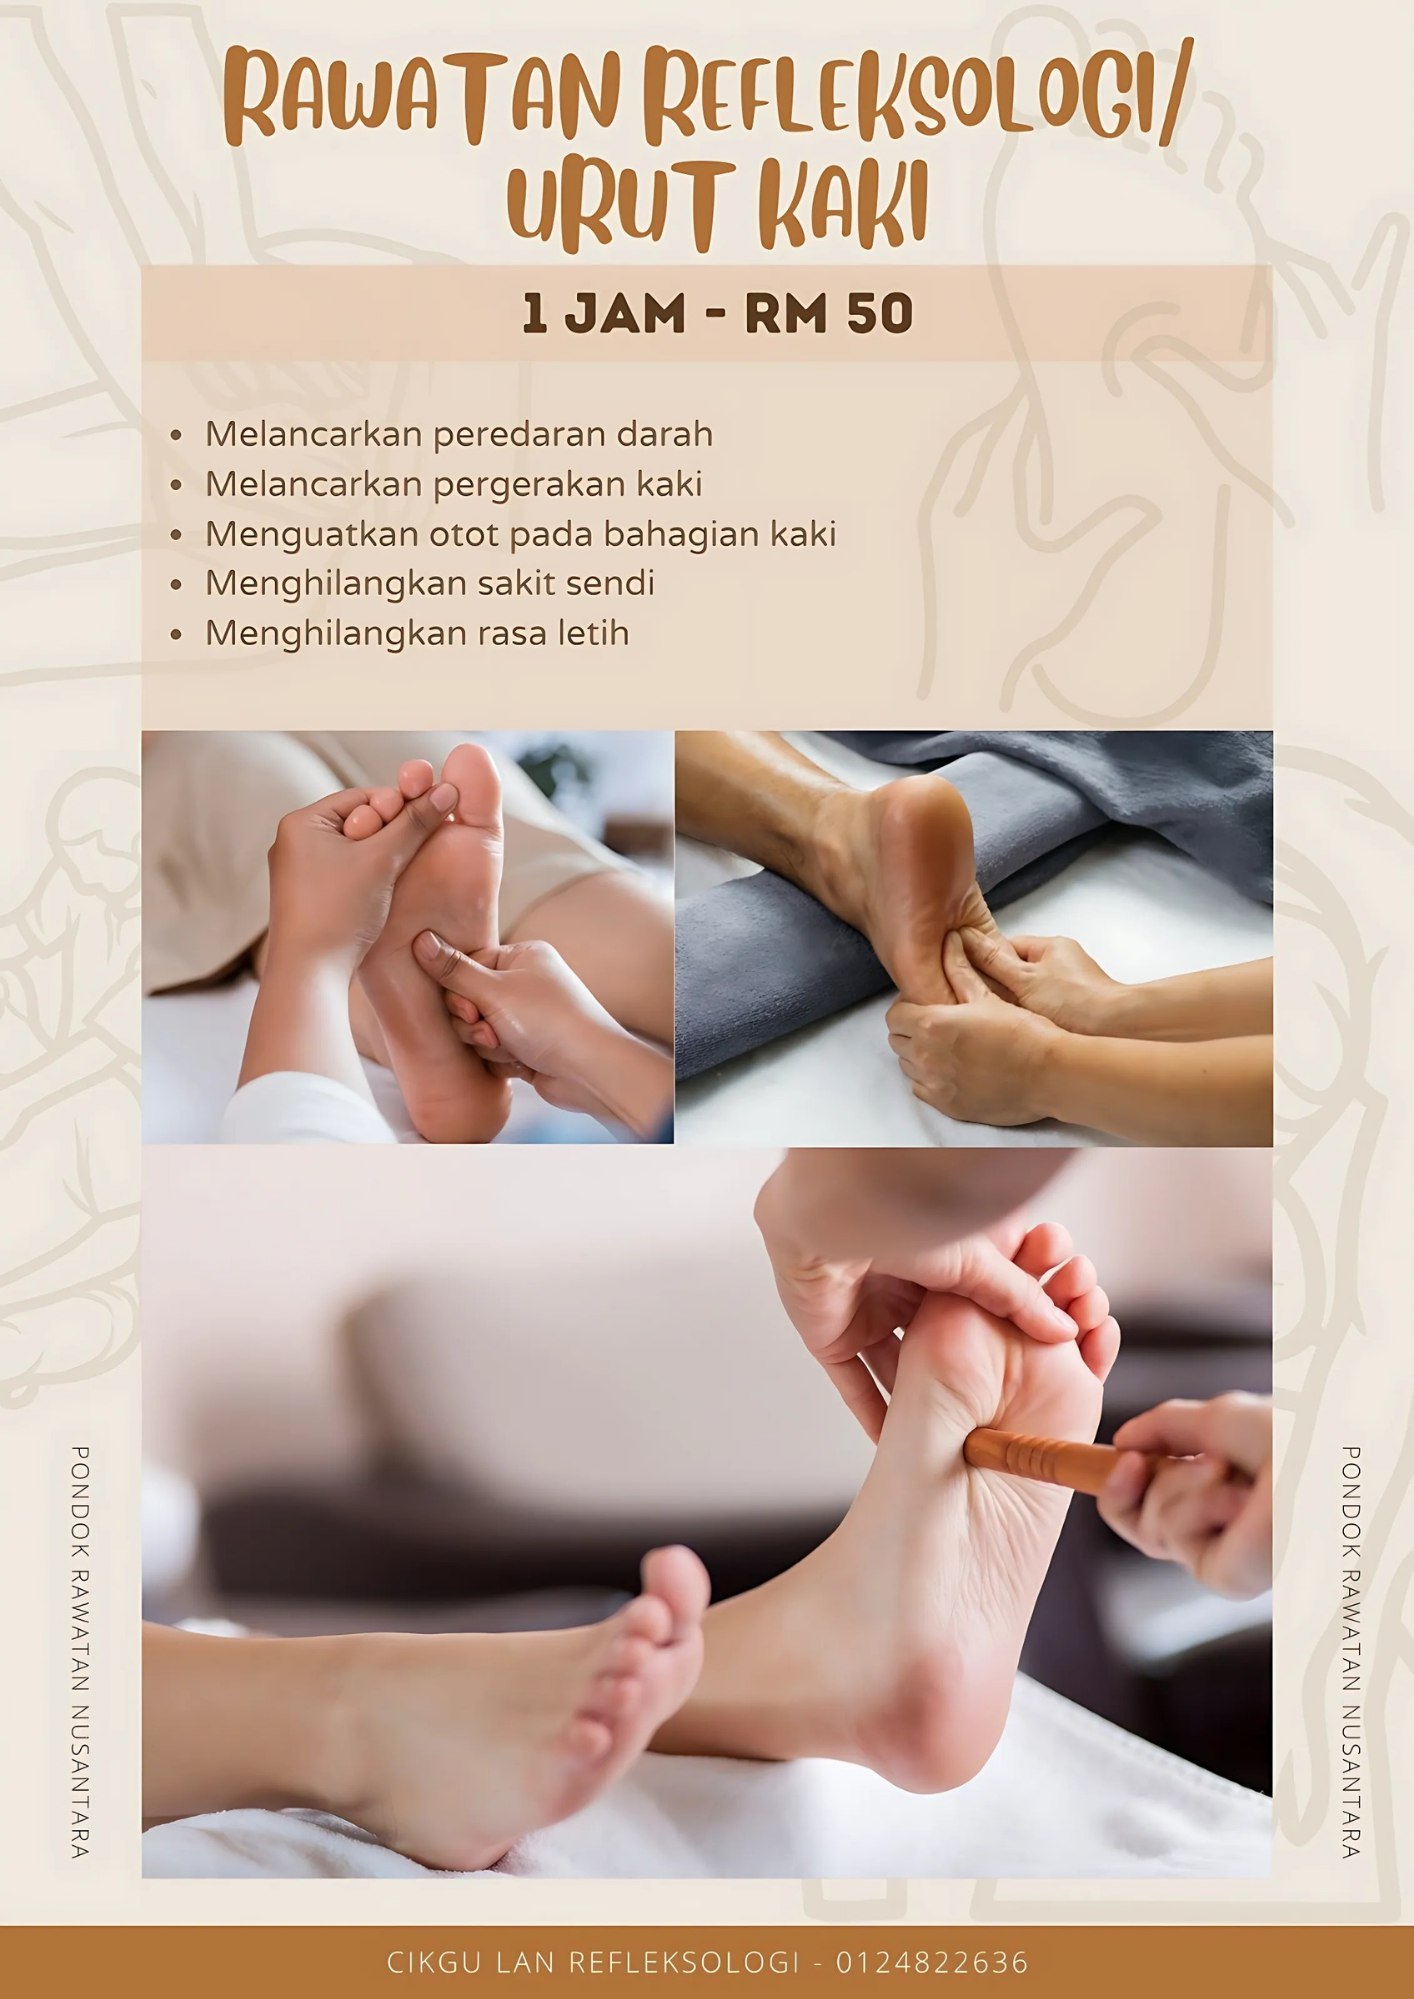 RAWATAN REFLEKSOLOGI/
URUT KAKI
1 JAM - RM 50
• Melancarkan peredaran darah
• Melancarkan pergerakan kaki
• Menguatkan otot pada bahagian kaki
• Menghilangkan sakit sendi
• Menghilangkan rasa letih
PONDOK RAWATAN NUSANTARA
PONDOK RAWATAN NUSANTARA
CIKGU LAN REFLEKSOLOGI - 0124822636